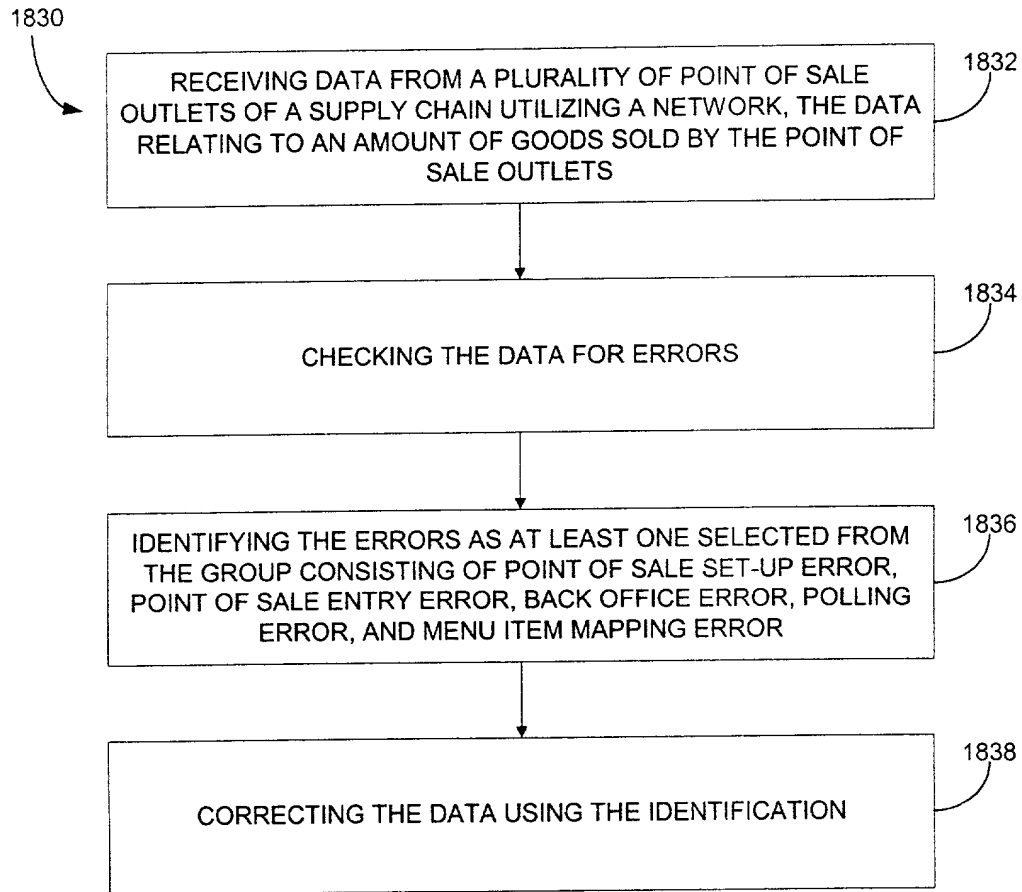 1830
RECEIVING DATA FROM A PLURALITY OF POINT OF SALE
OUTLETS OF A SUPPLY CHAIN UTILIZING A NETWORK, THE DATA
RELATING TO AN AMOUNT OF GOODS SOLD BY THE POINT OF
SALE OUTLETS
1832
CHECKING THE DATA FOR ERRORS
1834
IDENTIFYING THE ERRORS AS AT LEAST ONE SELECTED FROM
THE GROUP CONSISTING OF POINT OF SALE SET-UP ERROR,
POINT OF SALE ENTRY ERROR, BACK OFFICE ERROR, POLLING
ERROR, AND MENU ITEM MAPPING ERROR
1836
CORRECTING THE DATA USING THE IDENTIFICATION
1838